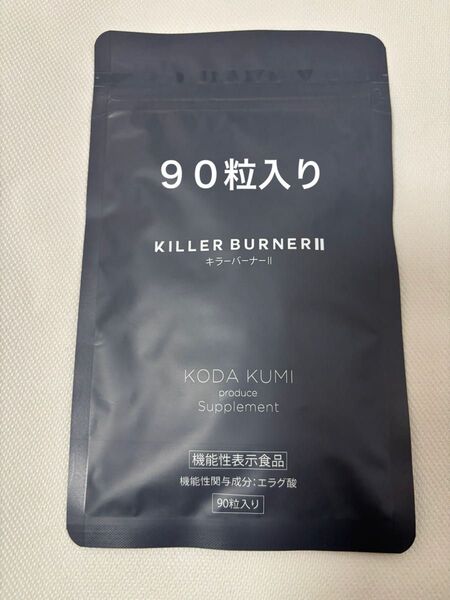 ９０粒入り
KILLER BURNER II
キラーバーナーII
KODA KUMI
produce
Supplement
機能性表示食品
機能性関与成分：エラグ酸
90粒入り